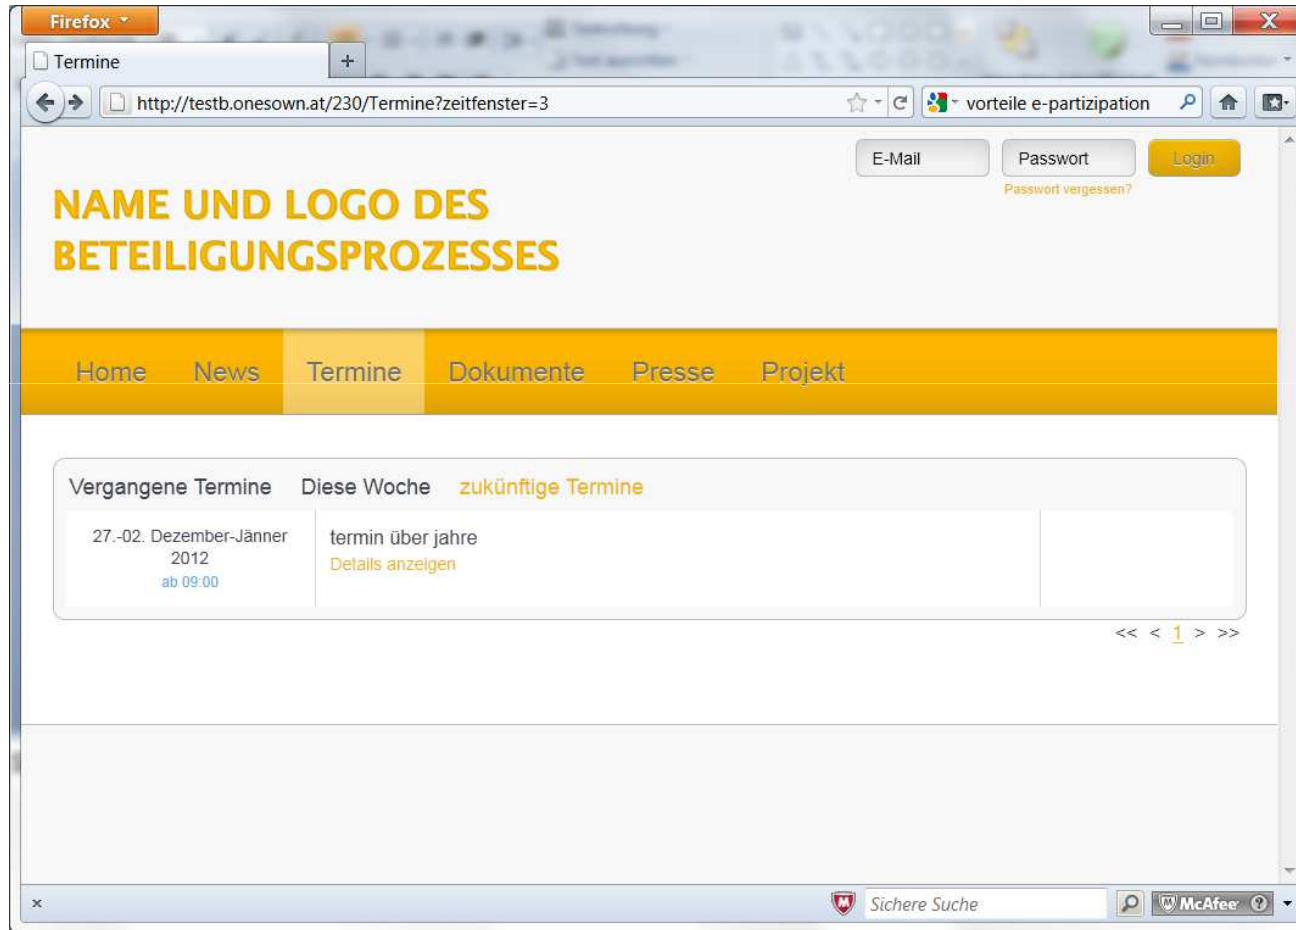 Firefox
Termine
http://testb.onesown.at/230/Termine?zeitfenster=3
vorteile e-partizipation
E-Mail Passwort Login
Passwort vergessen?
NAME UND LOGO DES
BETEILIGUNGSPROZESSES
Home News Termine Dokumente Presse Projekt
Vergangene Termine Diese Woche zukünftige Termine
27.-02. Dezember-Jänner
2012
ab 09:00
termin über jahre
Details anzeigen
<< < 1 > >>
Sichere Suche
McAfee